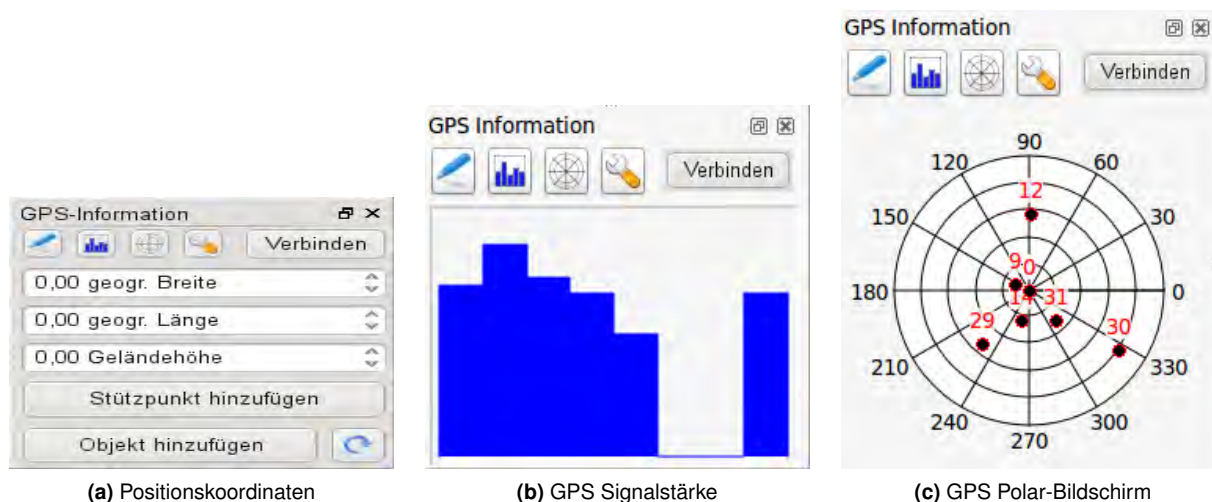 GPS-Information
Verbinden
0,00 geogr. Breite
0,00 geogr. Länge
0,00 Geländehöhe
Stützpunkt hinzufügen
Objekt hinzufügen
(a) Positionskoordinaten
GPS Information
Verbinden
(b) GPS Signalstärke
GPS Information
Verbinden
90
120
60
12
150
30
9
0
180
0
14
31
29
30
210
330
240
300
270
(c) GPS Polar-Bildschirm